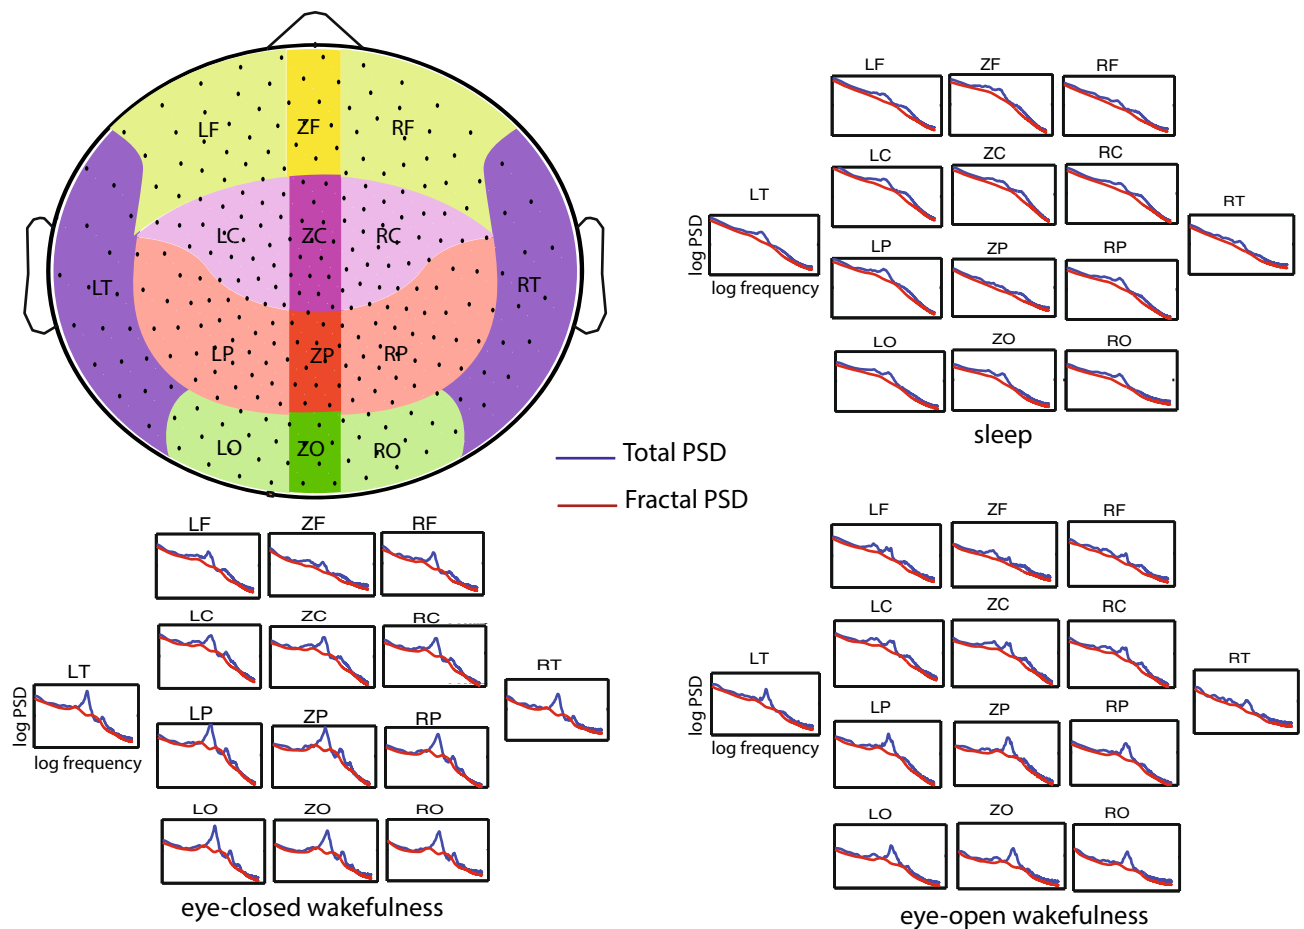 LF ZF RF
LC ZC RC
LT RT
LP ZP RP
LO ZO RO
Total PSD
Fractal PSD
LF ZF RF
LC ZC RC
LT RT
log PSD
log frequency
LP ZP RP
LO ZO RO
sleep
LF ZF RF
LC ZC RC
LT RT
log PSD
log frequency
LP ZP RP
LO ZO RO
eye-closed wakefulness
LF ZF RF
LC ZC RC
LT RT
log PSD
log frequency
LP ZP RP
LO ZO RO
eye-open wakefulness